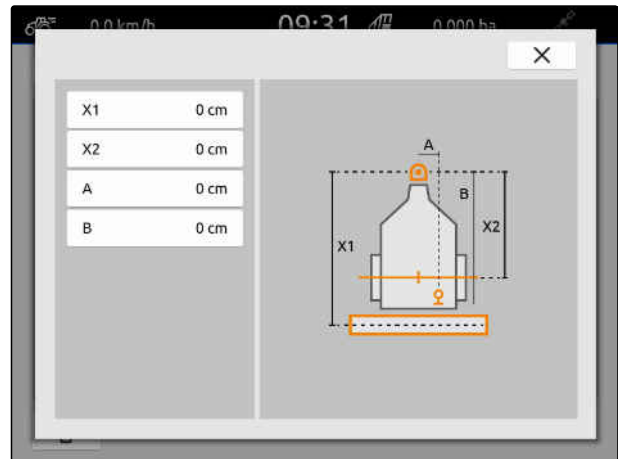 0.0 km/h 09:31 0.000 ha
X1 0 cm
X2 0 cm
A 0 cm
B 0 cm
A
B
X2
X1